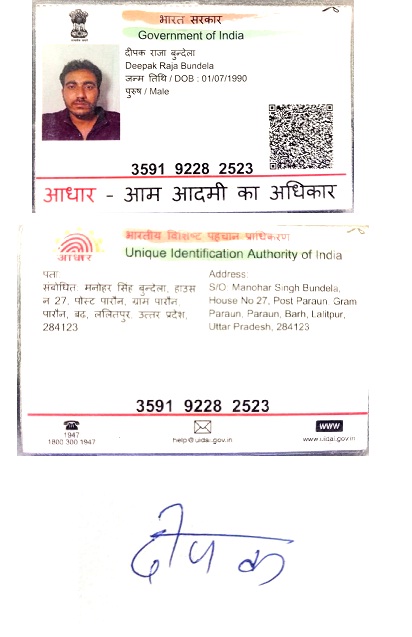 भारत सरकार
Government of India
दीपक राजा बुन्देला
Deepak Raja Bundela
जन्म तिथि / DOB : 01/07/1990
पुरुष / Male
3591 9228 2523
आधार - आम आदमी का अधिकार
भारतीय विशिष्ट पहचान प्राधिकरण
Unique Identification Authority of India
आधार
पता
संबोधित: मनोहर सिंह बुन्देला, हाउस
न 27, पोस्ट पारौन, ग्राम पारौन,
पारौन, बढ़, ललितपुर, उत्तर प्रदेश,
284123
Address:
S/O. Manohar Singh Bundela,
House No 27, Post Paraun, Gram
Paraun, Paraun, Barh, Lalitpur,
Uttar Pradesh, 284123
3591 9228 2523
1947
1800 300 1947
help@uidai.gov.in
www
www.uidai.gov.in
दीपक